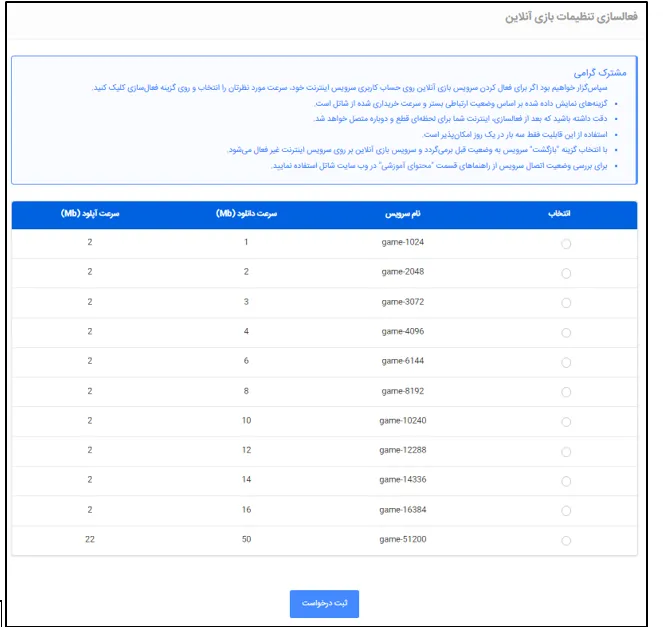 فعالسازی تنظیمات بازی آنلاین
مشترک گرامی
سپاس‌گزار خواهیم بود اگر برای فعال کردن سرویس بازی آنلاین روی حساب کاربری سرویس اینترنت خود، سرعت مورد نظرتان را انتخاب و روی گزینه فعال‌سازی کلیک کنید.
• گزینه‌های نمایش داده شده بر اساس وضعیت ارتباطی بستر و سرعت خریداری شده از شاتل است.
• دقت داشته باشید که بعد از فعالسازی، اینترنت شما برای لحظه‌ای قطع و دوباره متصل خواهد شد.
• استفاده از این قابلیت فقط سه بار در یک روز امکان‌پذیر است.
• با انتخاب گزینه "بازگشت" سرویس به وضعیت قبل برمی‌گردد و سرویس بازی آنلاین بر روی سرویس اینترنت غیر فعال می‌شود.
• برای بررسی وضعیت اتصال سرویس از راهنماهای قسمت "محتوای آموزشی" در وب سایت شاتل استفاده نمایید.
انتخاب نام سرویس سرعت دانلود (Mb) سرعت آپلود (Mb)
game-1024 1 2
game-2048 2 2
game-3072 3 2
game-4096 4 2
game-6144 6 2
game-8192 8 2
game-10240 10 2
game-12288 12 2
game-14336 14 2
game-16384 16 2
game-51200 50 22
ثبت درخواست